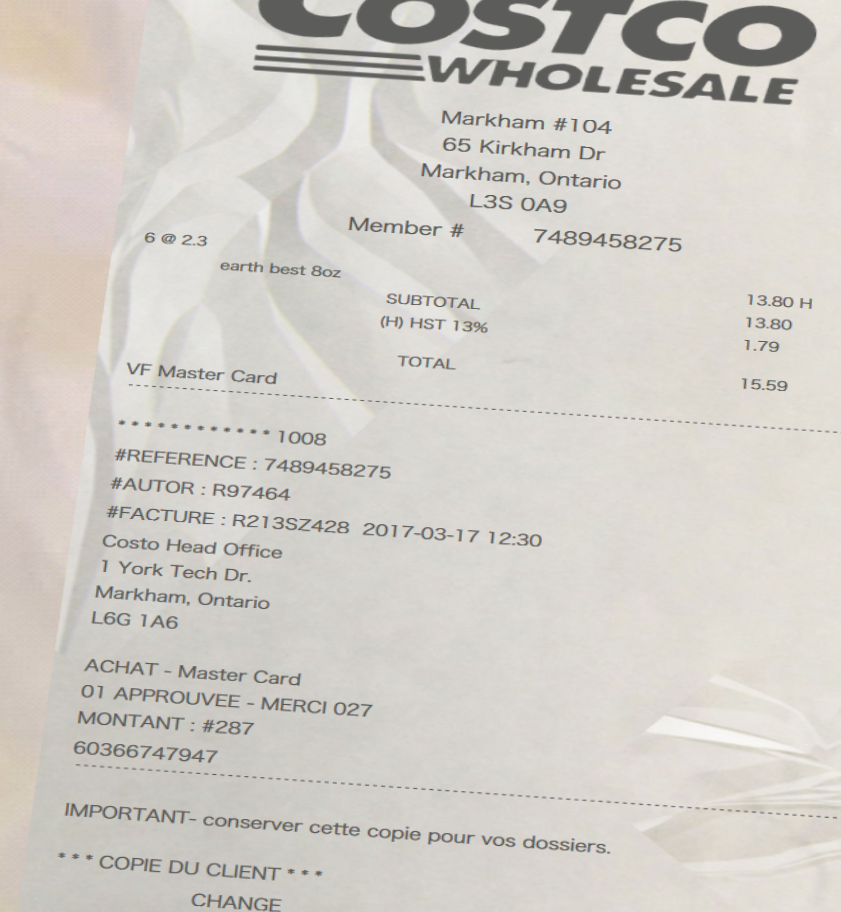 COSTCO
WHOLESALE
Markham #104
65 Kirkham Dr
Markham, Ontario
L3S 0A9
Member # 7489458275
6 @ 2.3
earth best 8oz 13.80 H
SUBTOTAL 13.80
(H) HST 13% 1.79
TOTAL 15.59
VF Master Card
* * * * * * * * * * * * 1008
#REFERENCE : 7489458275
#AUTOR : R97464
#FACTURE : R213SZ428 2017-03-17 12:30
Costo Head Office
1 York Tech Dr.
Markham, Ontario
L6G 1A6
ACHAT - Master Card
01 APPROUVEE - MERCI 027
MONTANT : #287
60366747947
IMPORTANT- conserver cette copie pour vos dossiers.
* * * COPIE DU CLIENT * * *
CHANGE